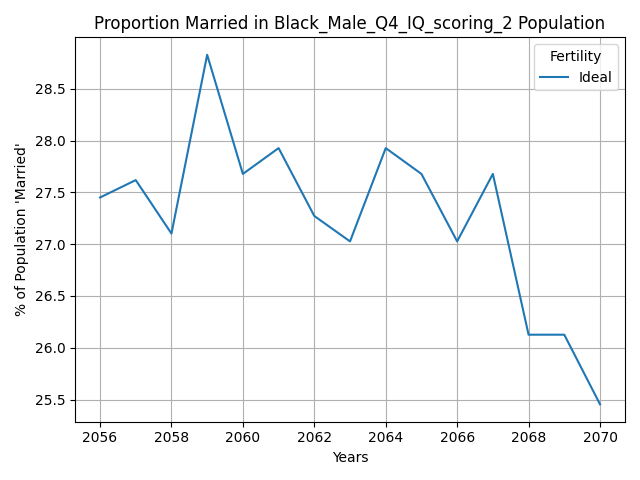 Proportion Married in Black_Male_Q4_IQ_scoring_2 Population
Fertility
Ideal
% of Population 'Married'
28.5
28.0
27.5
27.0
26.5
26.0
25.5
2056 2058 2060 2062 2064 2066 2068 2070
Years